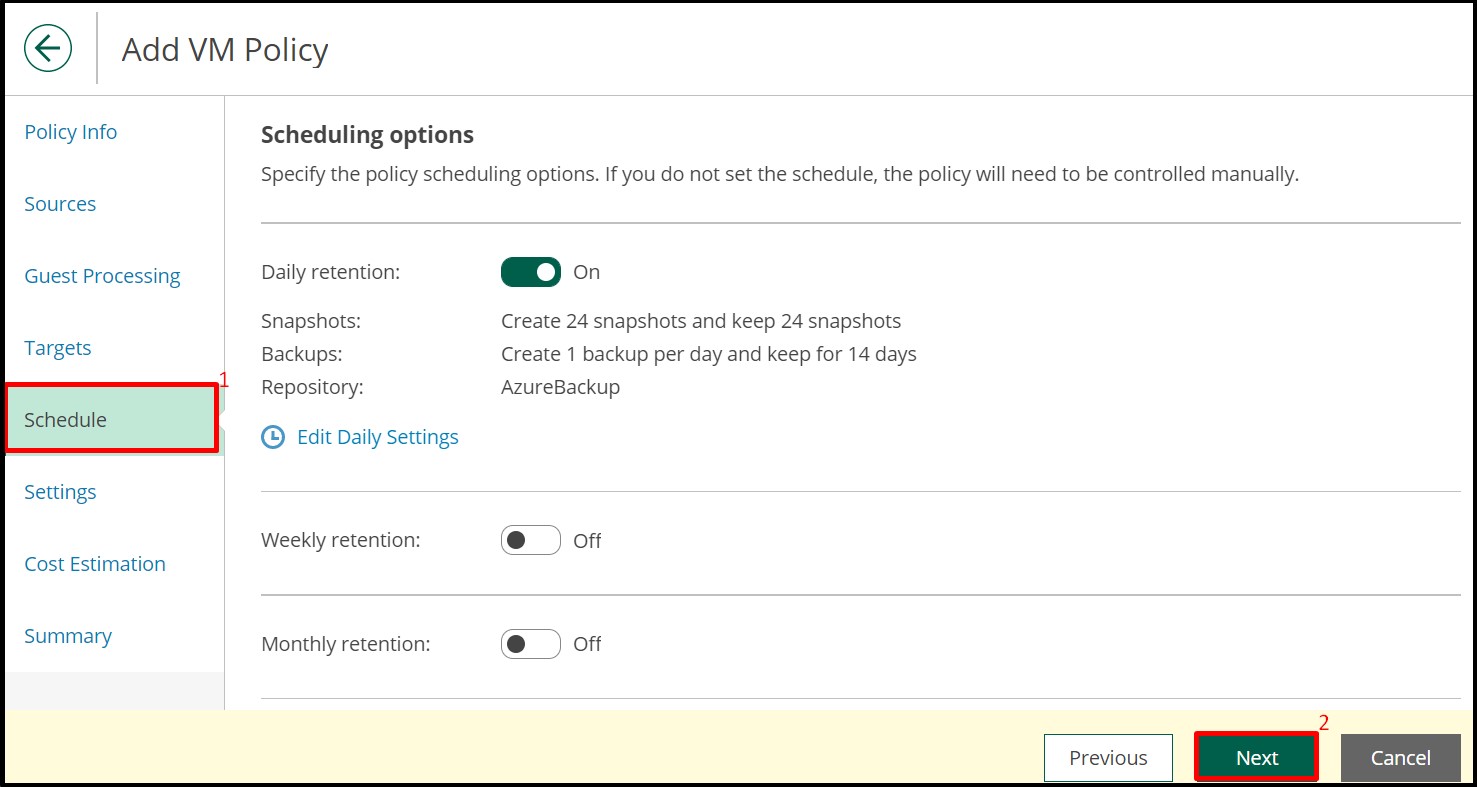 Add VM Policy
Policy Info
Sources
Guest Processing
Targets
Schedule
1
Settings
Cost Estimation
Summary
Scheduling options
Specify the policy scheduling options. If you do not set the schedule, the policy will need to be controlled manually.
Daily retention: On
Snapshots: Create 24 snapshots and keep 24 snapshots
Backups: Create 1 backup per day and keep for 14 days
Repository: AzureBackup
Edit Daily Settings
Weekly retention: Off
Monthly retention: Off
2
Previous Next Cancel